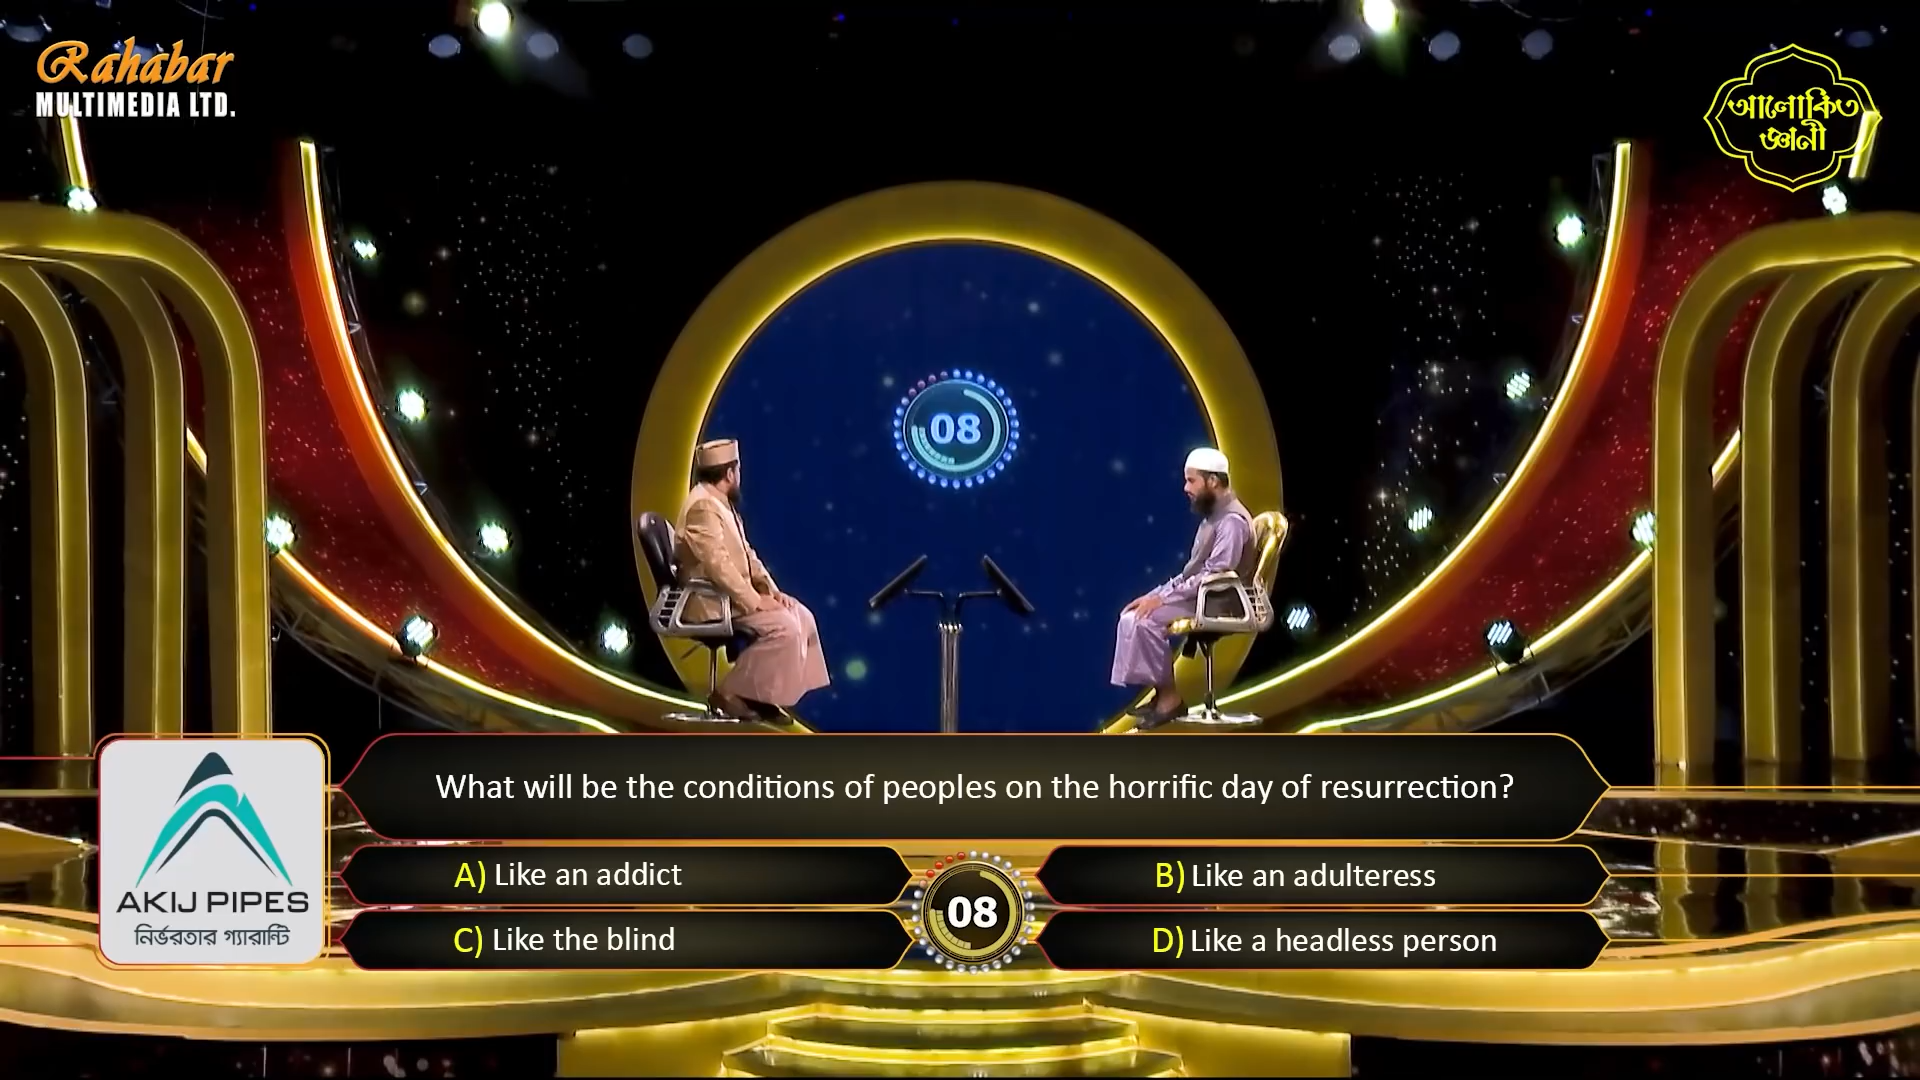 Rahabar
MULTIMEDIA LTD.
আলোকিত
জ্ঞানী
08
What will be the conditions of peoples on the horrific day of resurrection?
A) Like an addict
B) Like an adulteress
C) Like the blind
08
D) Like a headless person
AKIJ PIPES
নির্ভরতার গ্যারান্টি